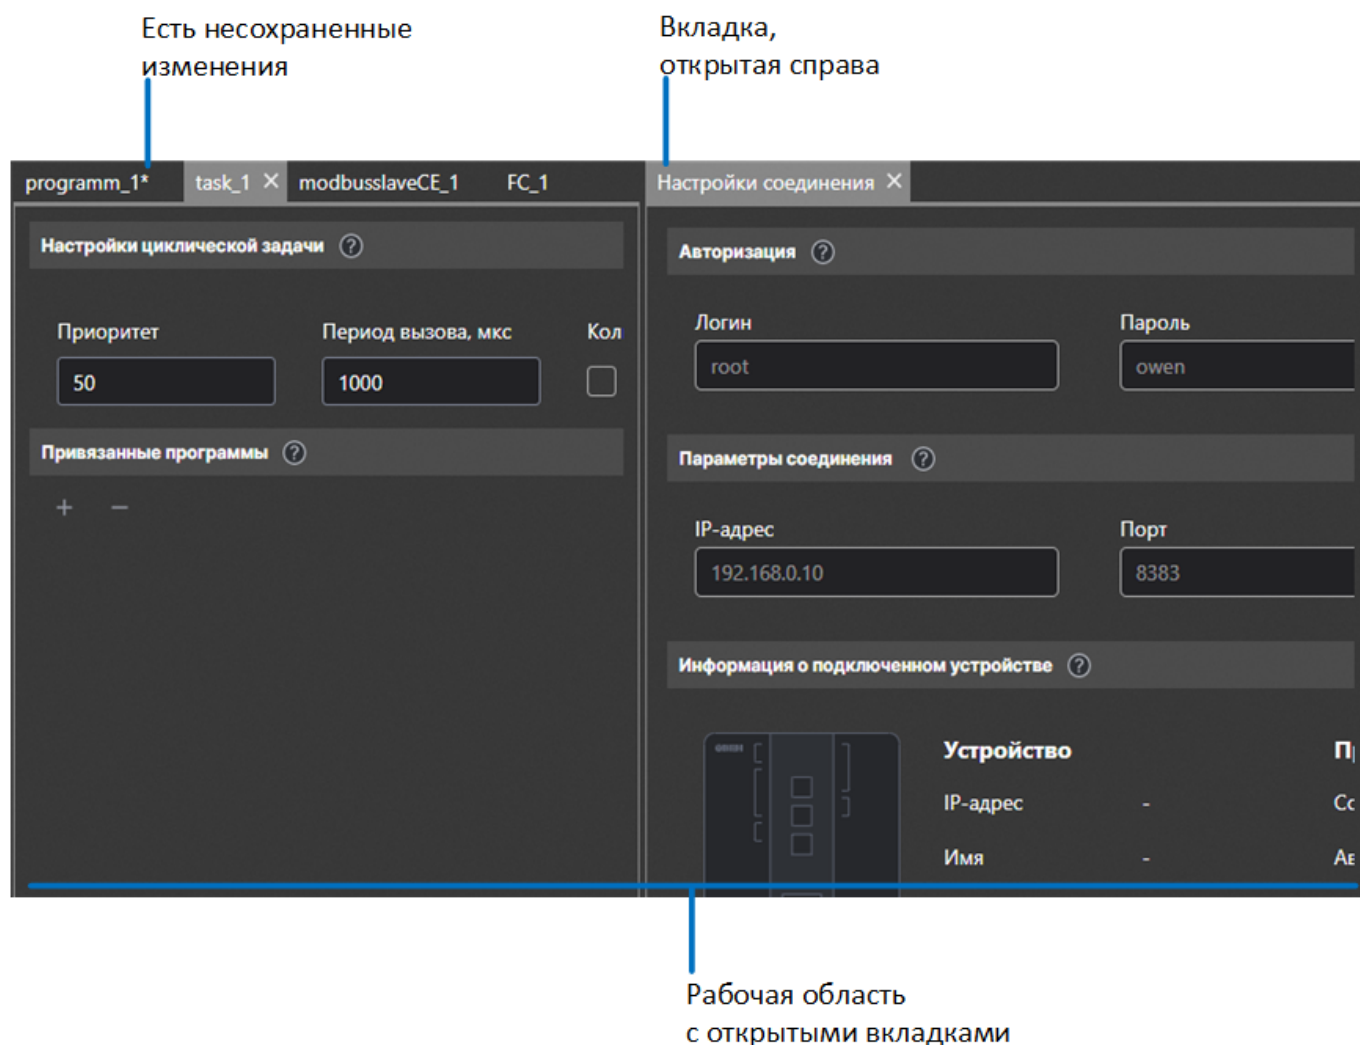 Есть несохраненные
изменения
Вкладка,
открытая справа
programm_1*
task_1
modbusslaveCE_1
FC_1
Настройки соединения
Настройки циклической задачи
?
Приоритет
Период вызова, мкс
Кол
50
1000
Привязанные программы
?
+ −
Авторизация
?
Логин
Пароль
root
owen
Параметры соединения
?
IP-адрес
Порт
192.168.0.10
8383
Информация о подключенном устройстве
?
Устройство
IP-адрес -
Имя -
Рабочая область
с открытыми вкладками